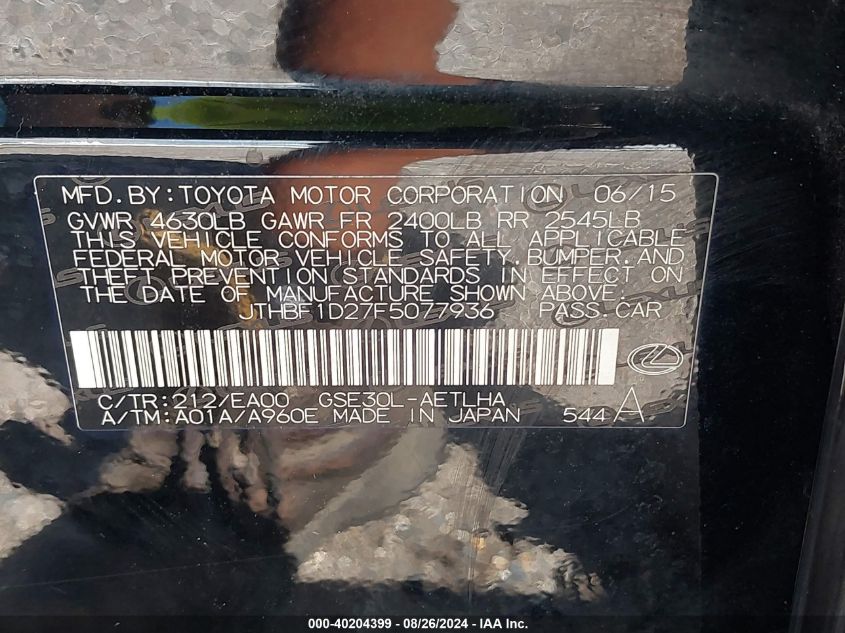 MFD.BY:TOYOTA MOTOR CORPORATION 06/15
GVWR 4630LB GAWR FR 2400LB RR 2545LB
THIS VEHICLE CONFORMS TO ALL APPLICABLE
FEDERAL MOTOR VEHICLE SAFETY,BUMPER,AND
THEFT PREVENTION STANDARDS IN EFFECT ON
THE DATE OF MANUFACTURE SHOWN ABOVE.
JTHBF1D27F5077936 PASS.CAR
C/TR:212/EA00 GSE30L-AETLHA
A/TM:A01A/A960E MADE IN JAPAN 544 A
000-40204399 - 08/26/2024 - IAA Inc.